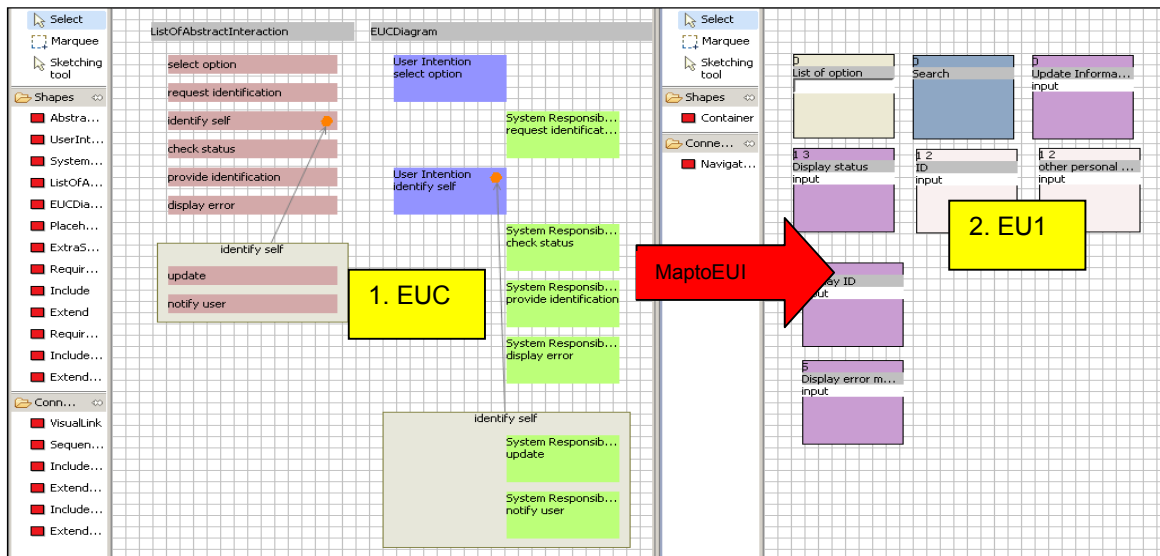 Select
Marquee
Sketching
tool
Shapes
Abstra...
UserInt...
System...
ListOfA...
EUCDia...
Placeh...
ExtraS...
Requir...
Include
Extend
Requir...
Include...
Extend...
Conn...
VisualLink
Sequen...
Include...
Extend...
Include...
Extend...
ListOfAbstractInteraction
select option
request identification
identify self
check status
provide identification
display error
identify self
update
notify user
1. EUC
EUCDiagram
User Intention
select option
System Responsib...
request identificat...
User Intention
identify self
System Responsib...
check status
System Responsib...
provide identification
System Responsib...
display error
identify self
System Responsib...
update
System Responsib...
notify user
MaptoEUI
Select
Marquee
Sketching
tool
Shapes
Container
Conne...
Navigat...
0
List of option
0
Search
0
Update Informa...
input
1 3
Display status
input
1 2
ID
input
1 2
other personal ...
input
2. EU1
ID
input
5
Display error m...
input